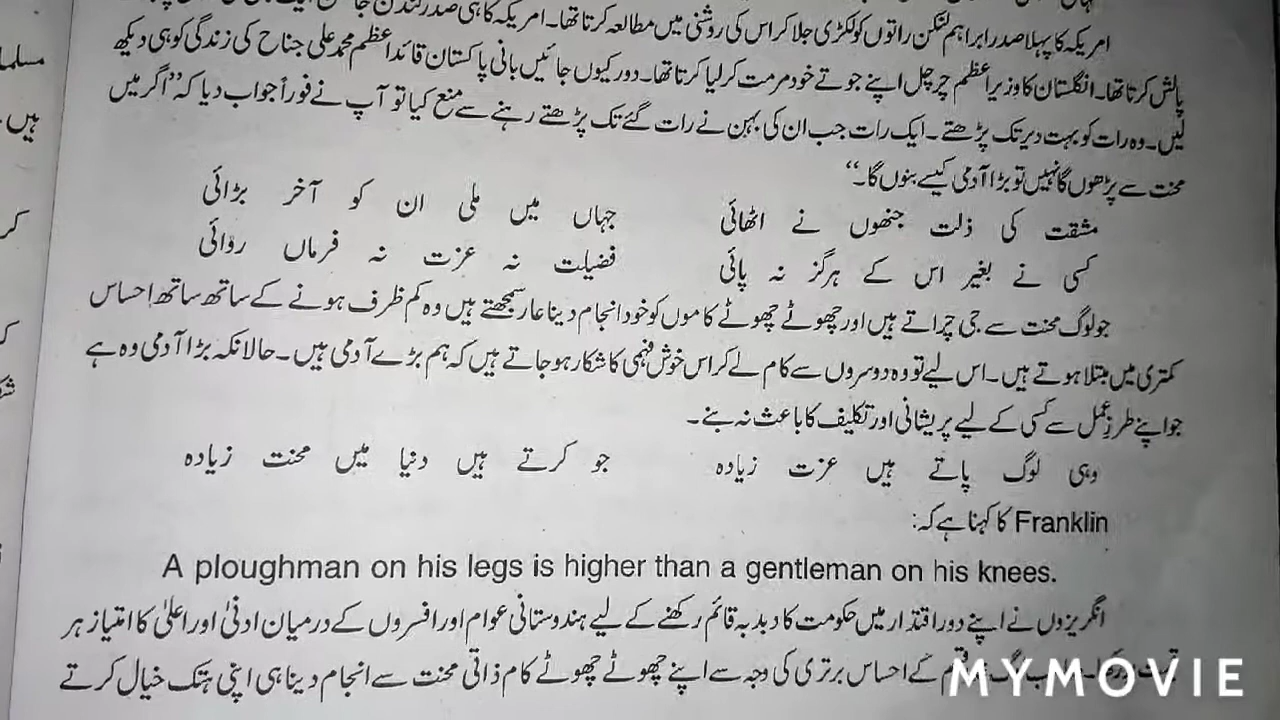 امریکہ کا پہلا صدر ابراہم لنکن راتوں کو لکڑی جلا کر اس کی روشنی میں مطالعہ کرتا تھا۔ امریکہ کا ہی صدر
پالش کرتا تھا۔ انگلستان کا وزیرِ اعظم چرچل اپنے جوتے خود مرمت کر لیا کرتا تھا۔ دور کیوں جائیں بانی پاکستان قائد اعظم محمد علی جناح کی زندگی کو ہی دیکھ
لیں۔ وہ رات کو بہت دیر تک پڑھتے۔ ایک رات جب ان کی بہن نے رات گئے تک پڑھتے رہنے سے منع کیا تو آپ نے فوراً جواب دیا کہ ”اگر میں
محنت سے پڑھوں گا نہیں تو بڑا آدمی کیسے بنوں گا۔“
مشقت کی ذلت جنھوں نے اٹھائی جہاں میں ملی ان کو آخر بڑائی
کسی نے بغیر اس کے ہرگز نہ پائی فضیلت نہ عزت نہ فرماں روائی
جو لوگ محنت سے جی چراتے ہیں اور چھوٹے چھوٹے کاموں کو خود انجام دینا عار سمجھتے ہیں وہ کم ظرف ہونے کے ساتھ ساتھ احساس
کمتری میں مبتلا ہوتے ہیں۔ اس لیے تو وہ دوسروں سے کام لے کر اس خوش فہمی کا شکار ہو جاتے ہیں کہ ہم بڑے آدمی ہیں۔ حالانکہ بڑا آدمی وہ ہے
جو اپنے طرزِ عمل سے کسی کے لیے پریشانی اور تکلیف کا باعث نہ بنے۔
وہی لوگ پاتے ہیں عزت زیادہ جو کرتے ہیں دنیا میں محنت زیادہ
Franklin کا کہنا ہے کہ:
A ploughman on his legs is higher than a gentleman on his knees.
انگریزوں نے اپنے دور اقتدار میں حکومت کا دبدبہ قائم رکھنے کے لیے ہندوستانی عوام اور افسروں کے درمیان ادنیٰ اور اعلیٰ کا امتیاز ہر
کے احساس برتری کی وجہ سے اپنے چھوٹے چھوٹے کام ذاتی محنت سے انجام دینا ہی اپنی ہتک خیال کرتے
MYMOVIE